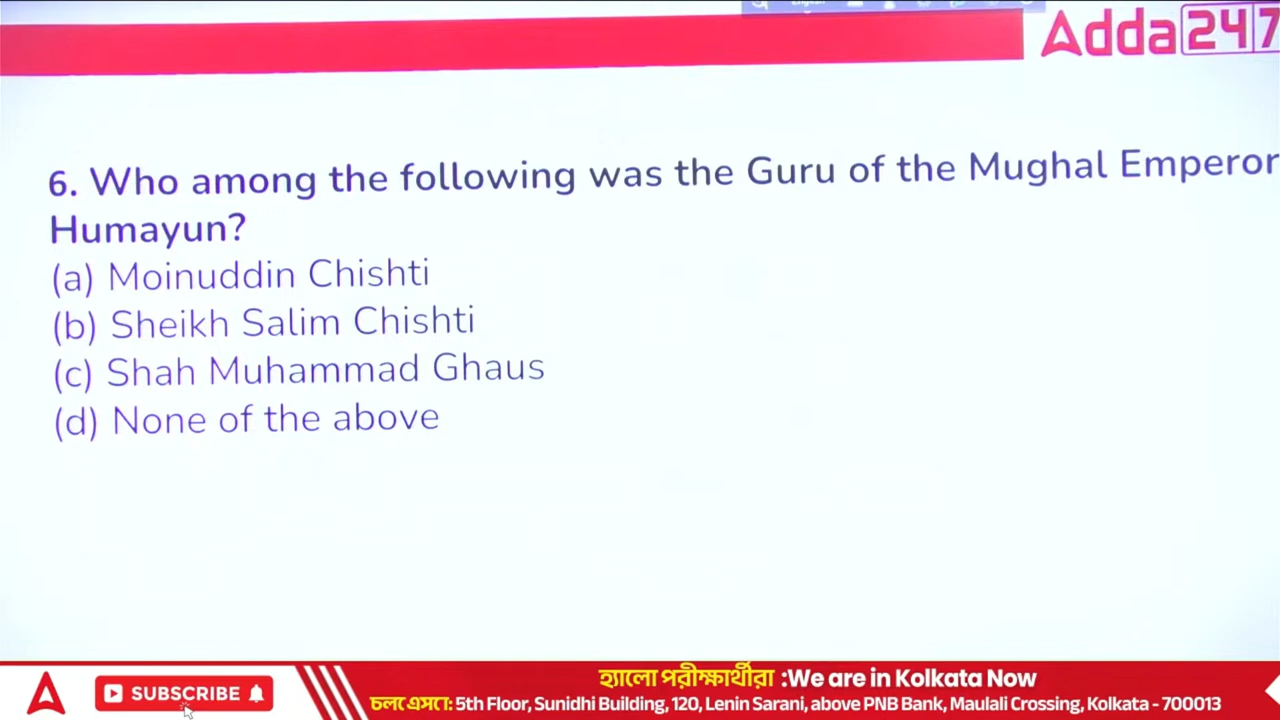 Adda247
6. Who among the following was the Guru of the Mughal Emperor
Humayun?
(a) Moinuddin Chishti
(b) Sheikh Salim Chishti
(c) Shah Muhammad Ghaus
(d) None of the above
হ্যালো পরীক্ষার্থীরা :We are in Kolkata Now
SUBSCRIBE
চলে এসো: 5th Floor, Sunidhi Building, 120, Lenin Sarani, above PNB Bank, Maulali Crossing, Kolkata - 700013